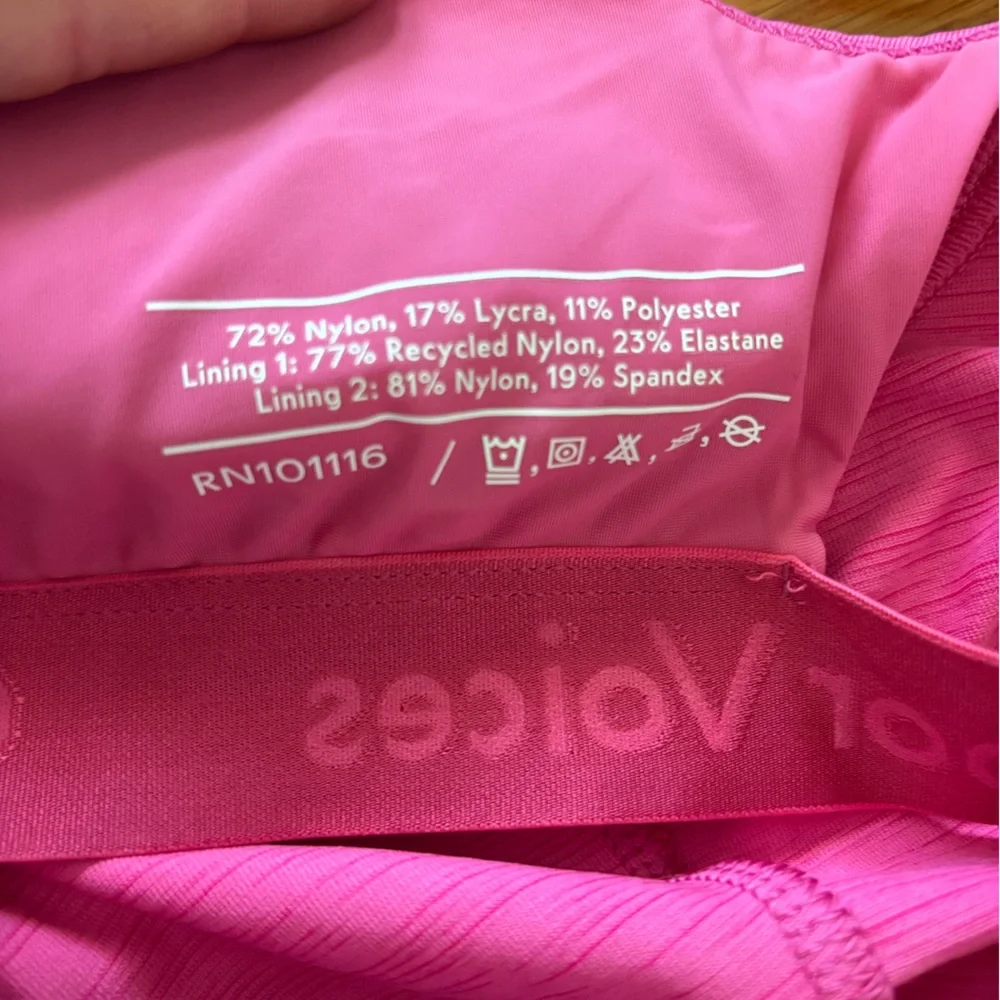 72% Nylon, 17% Lycra, 11% Polyester
Lining 1: 77% Recycled Nylon, 23% Elastane
Lining 2: 81% Nylon, 19% Spandex
RN101116 /
or Voices